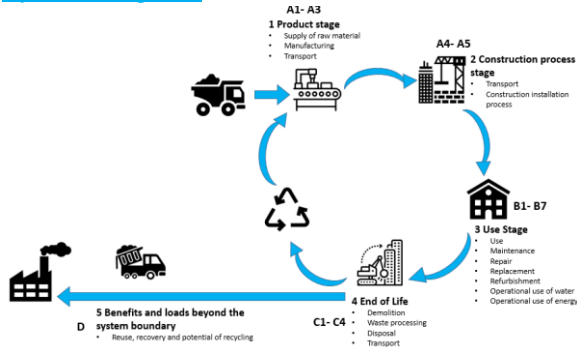 A1- A3
1 Product stage
• Supply of raw material
• Manufacturing
• Transport
A4- A5
2 Construction process
stage
• Transport
• Construction installation
process
B1- B7
3 Use Stage
• Use
• Maintenance
• Repair
• Replacement
• Refurbishment
• Operational use of water
• Operational use of energy
4 End of Life
C1- C4
• Demolition
• Waste processing
• Disposal
• Transport
5 Benefits and loads beyond the
D system boundary
• Reuse, recovery and potential of recycling